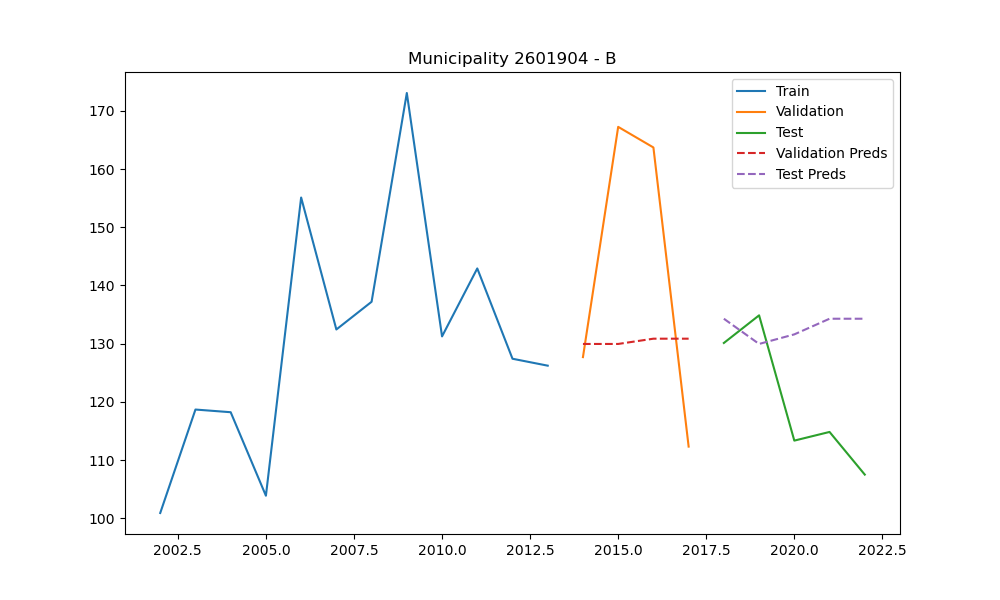 Municipality 2601904 - B
Train
Validation
Test
Validation Preds
Test Preds
170
160
150
140
130
120
110
100
2002.5 2005.0 2007.5 2010.0 2012.5 2015.0 2017.5 2020.0 2022.5